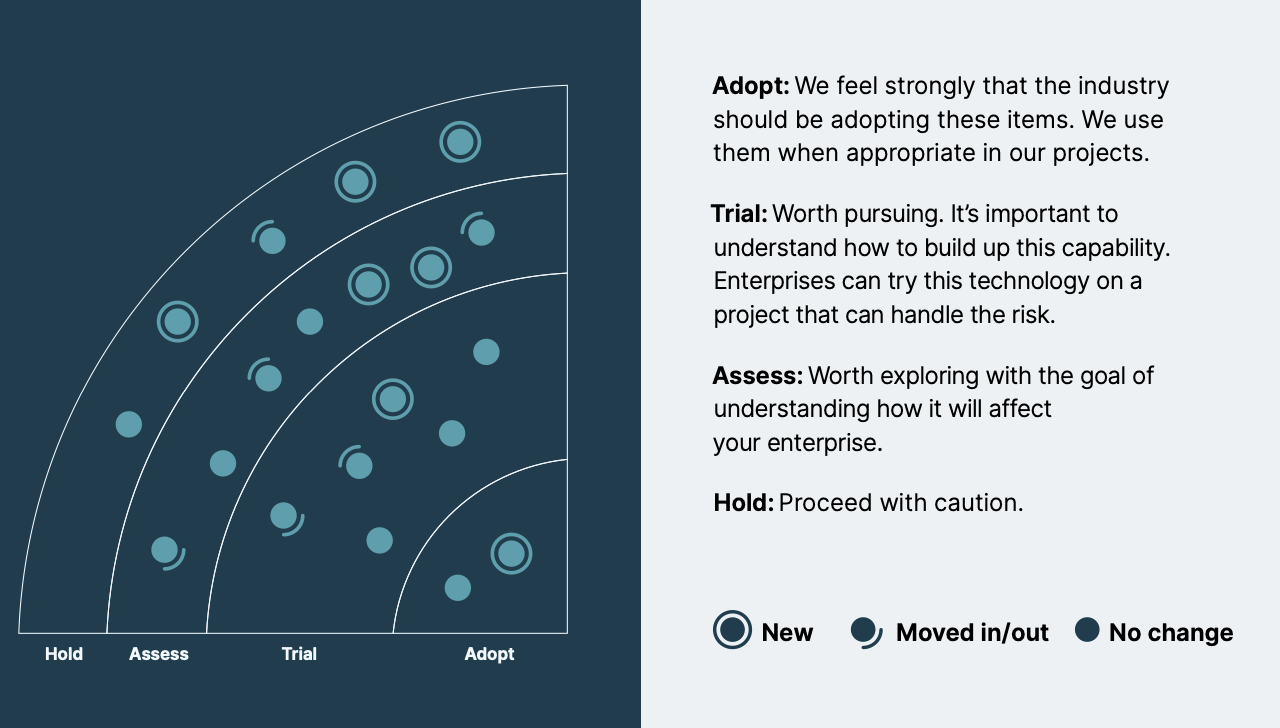 Hold
Assess
Trial
Adopt
Adopt: We feel strongly that the industry
should be adopting these items. We use
them when appropriate in our projects.
Trial: Worth pursuing. It’s important to
understand how to build up this capability.
Enterprises can try this technology on a
project that can handle the risk.
Assess: Worth exploring with the goal of
understanding how it will affect
your enterprise.
Hold: Proceed with caution.
New
Moved in/out
No change